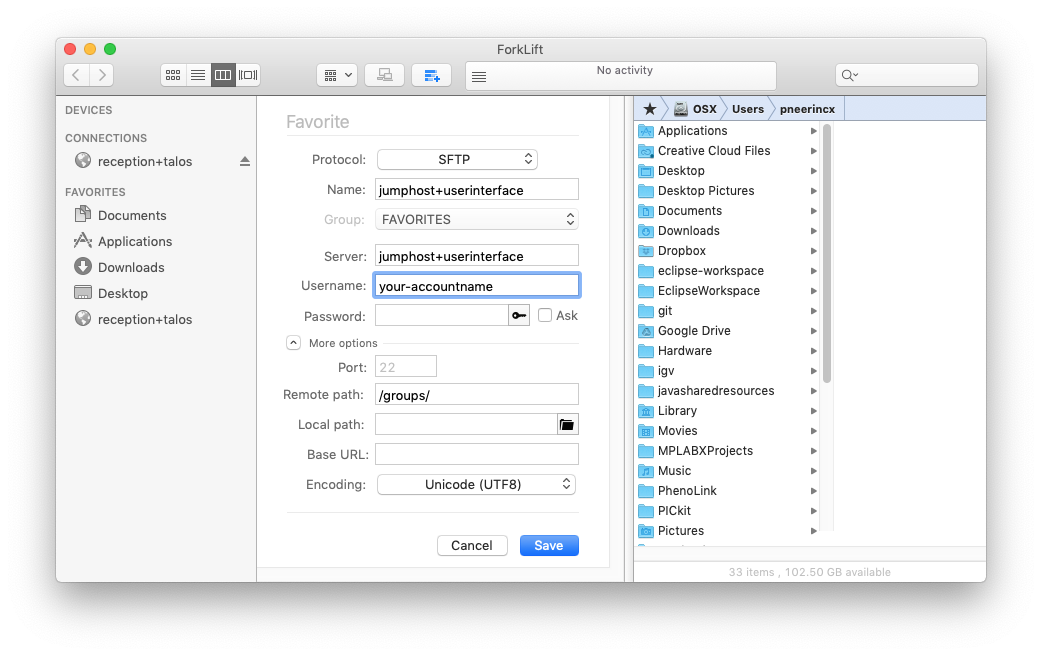 ForkLift
No activity
DEVICES
CONNECTIONS
reception+talos
FAVORITES
Documents
Applications
Downloads
Desktop
reception+talos
Favorite
Protocol: SFTP
Name: jumphost+userinterface
Group: FAVORITES
Server: jumphost+userinterface
Username: your-accountname
Password: Ask
More options
Port: 22
Remote path: /groups/
Local path:
Base URL:
Encoding: Unicode (UTF8)
Cancel Save
OSX Users pneerincx
Applications
Creative Cloud Files
Desktop
Desktop Pictures
Documents
Downloads
Dropbox
eclipse-workspace
EclipseWorkspace
git
Google Drive
Hardware
igv
javasharedresources
Library
Movies
MPLABXProjects
Music
PhenoLink
PICkit
Pictures
33 items , 102.50 GB available